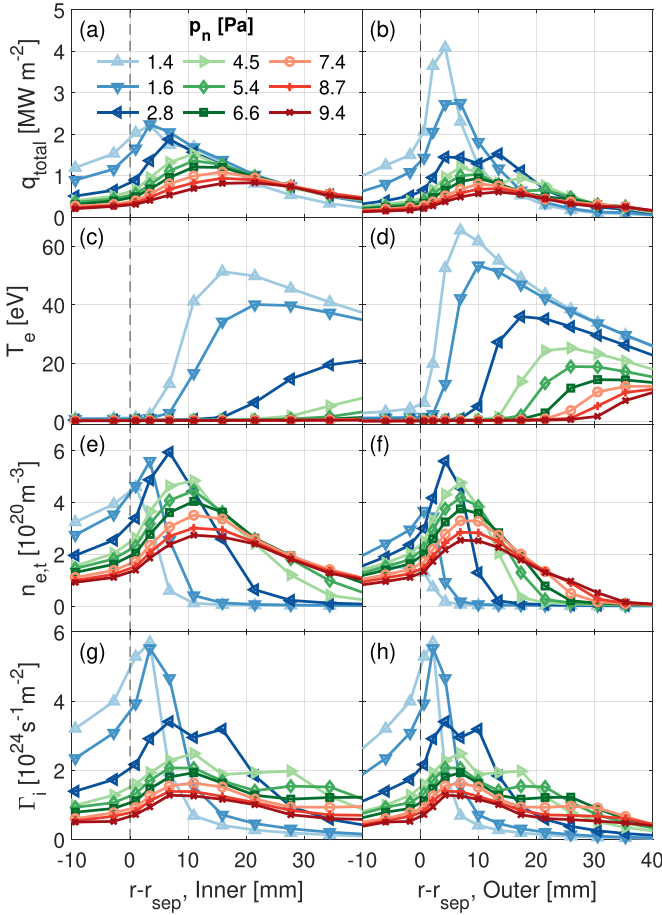 (a)
p_n [Pa]
1.4 4.5 7.4
1.6 5.4 8.7
2.8 6.6 9.4
(b)
q_total [MW m^-2]
5
4
3
2
1
0
(c)
(d)
T_e [eV]
60
40
20
0
(e)
(f)
n_e,t [10^20 m^-3]
6
4
2
0
(g)
(h)
Γ_i [10^24 s^-1 m^-2]
6
4
2
0
-10 0 10 20 30 -10 0 10 20 30 40
r-r_sep, Inner [mm] r-r_sep, Outer [mm]